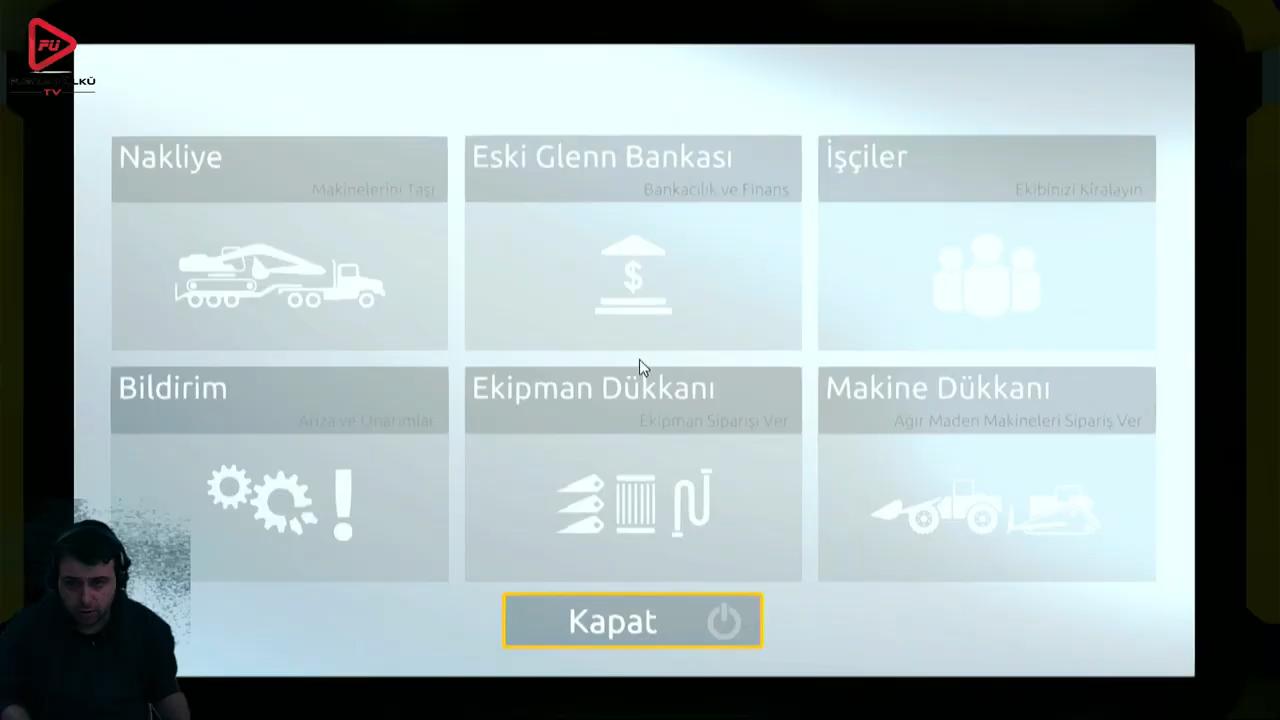 FU
TV
Nakliye
Makinelerini Taşı
Eski Glenn Bankası
Bankacılık ve Finans
İşçiler
Ekibinizi Kiralayın
Bildirim
Arıza ve Onarımlar
Ekipman Dükkanı
Ekipman Siparişi Ver
Makine Dükkanı
Ağır Maden Makineleri Sipariş Ver
Kapat